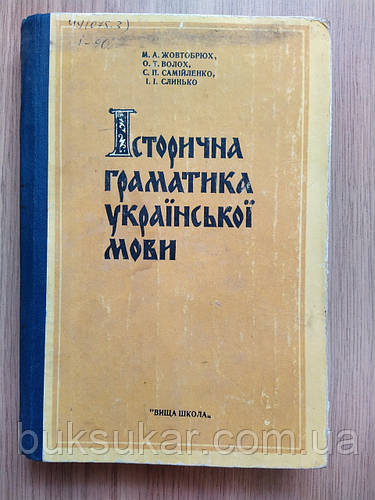 М. А. ЖОВТОБРЮХ,
О. Т. ВОЛОХ,
С. П. САМІЙЛЕНКО,
І. І. СЛИНЬКО
Історична
граматика
української
мови
"ВИЩА ШКОЛА„
buksukar.com.ua